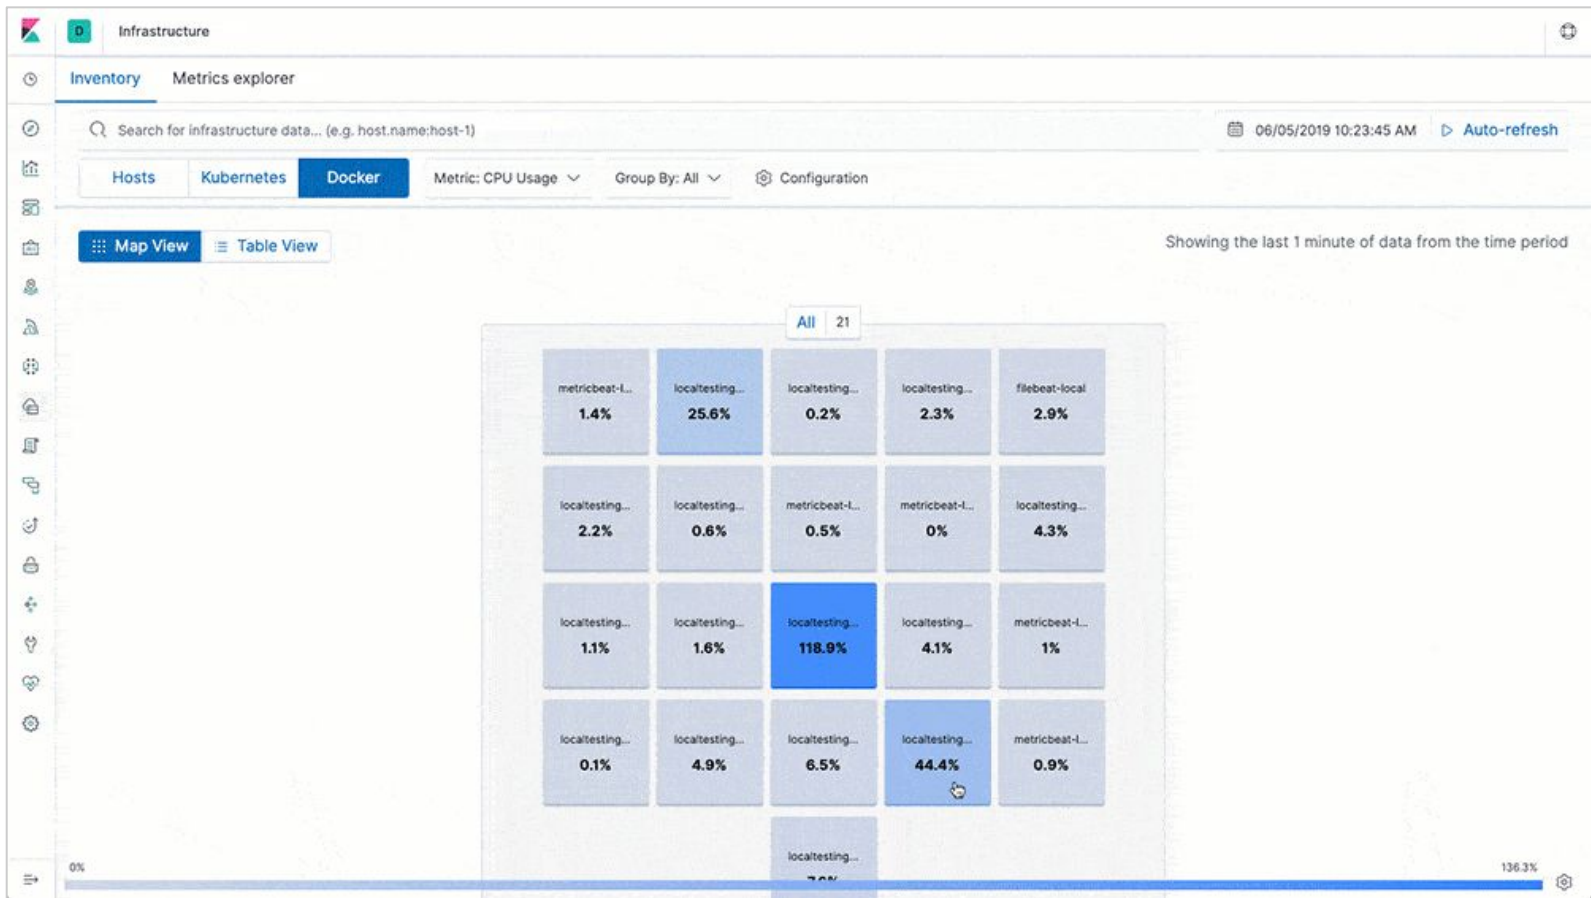 D Infrastructure
Inventory Metrics explorer
Search for infrastructure data... (e.g. host.name:host-1) 06/05/2019 10:23:45 AM Auto-refresh
Hosts Kubernetes Docker Metric: CPU Usage Group By: All Configuration
Map View Table View Showing the last 1 minute of data from the time period
All 21
metricbeat-l... localtesting... localtesting... localtesting... filebeat-local
1.4% 25.6% 0.2% 2.3% 2.9%
localtesting... localtesting... metricbeat-l... metricbeat-l... localtesting...
2.2% 0.6% 0.5% 0% 4.3%
localtesting... localtesting... localtesting... localtesting... metricbeat-l...
1.1% 1.6% 118.9% 4.1% 1%
localtesting... localtesting... localtesting... localtesting... metricbeat-l...
0.1% 4.9% 6.5% 44.4% 0.9%
localtesting...
0% 136.3%